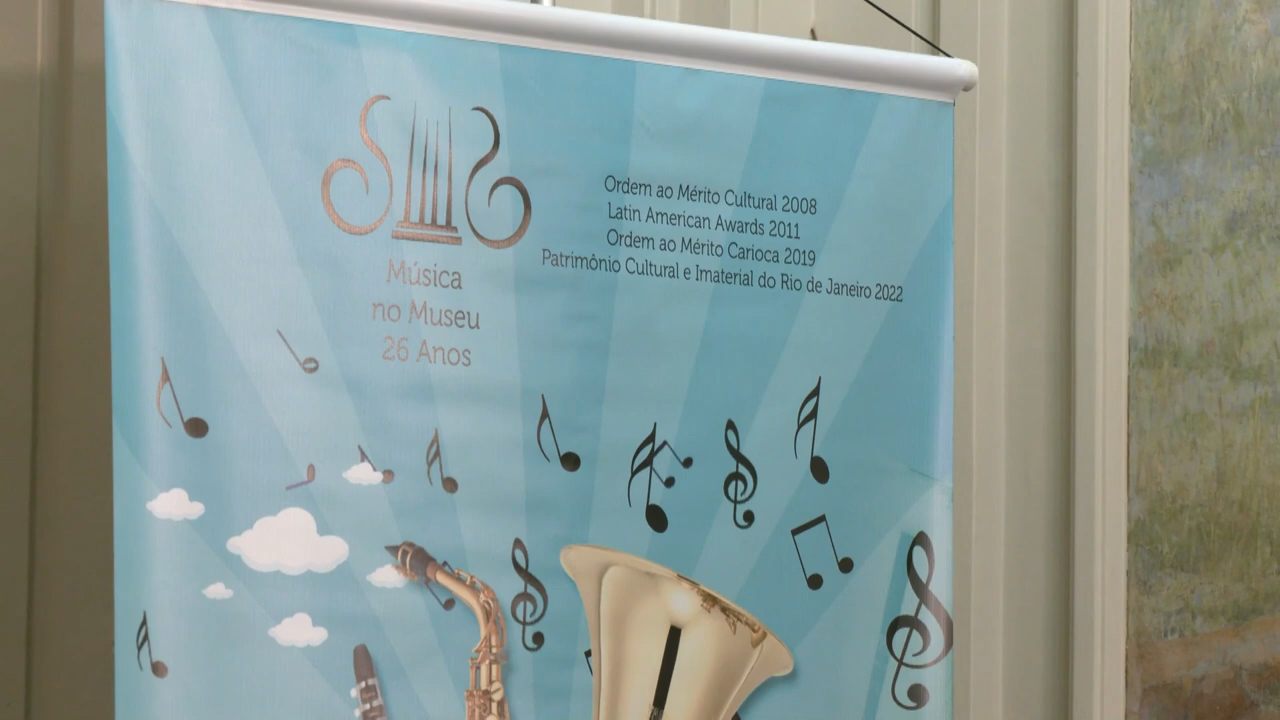 Ordem ao Mérito Cultural 2008
Latin American Awards 2011
Ordem ao Mérito Carioca 2019
Patrimônio Cultural e Imaterial do Rio de Janeiro 2022
Música
no Museu
26 Anos